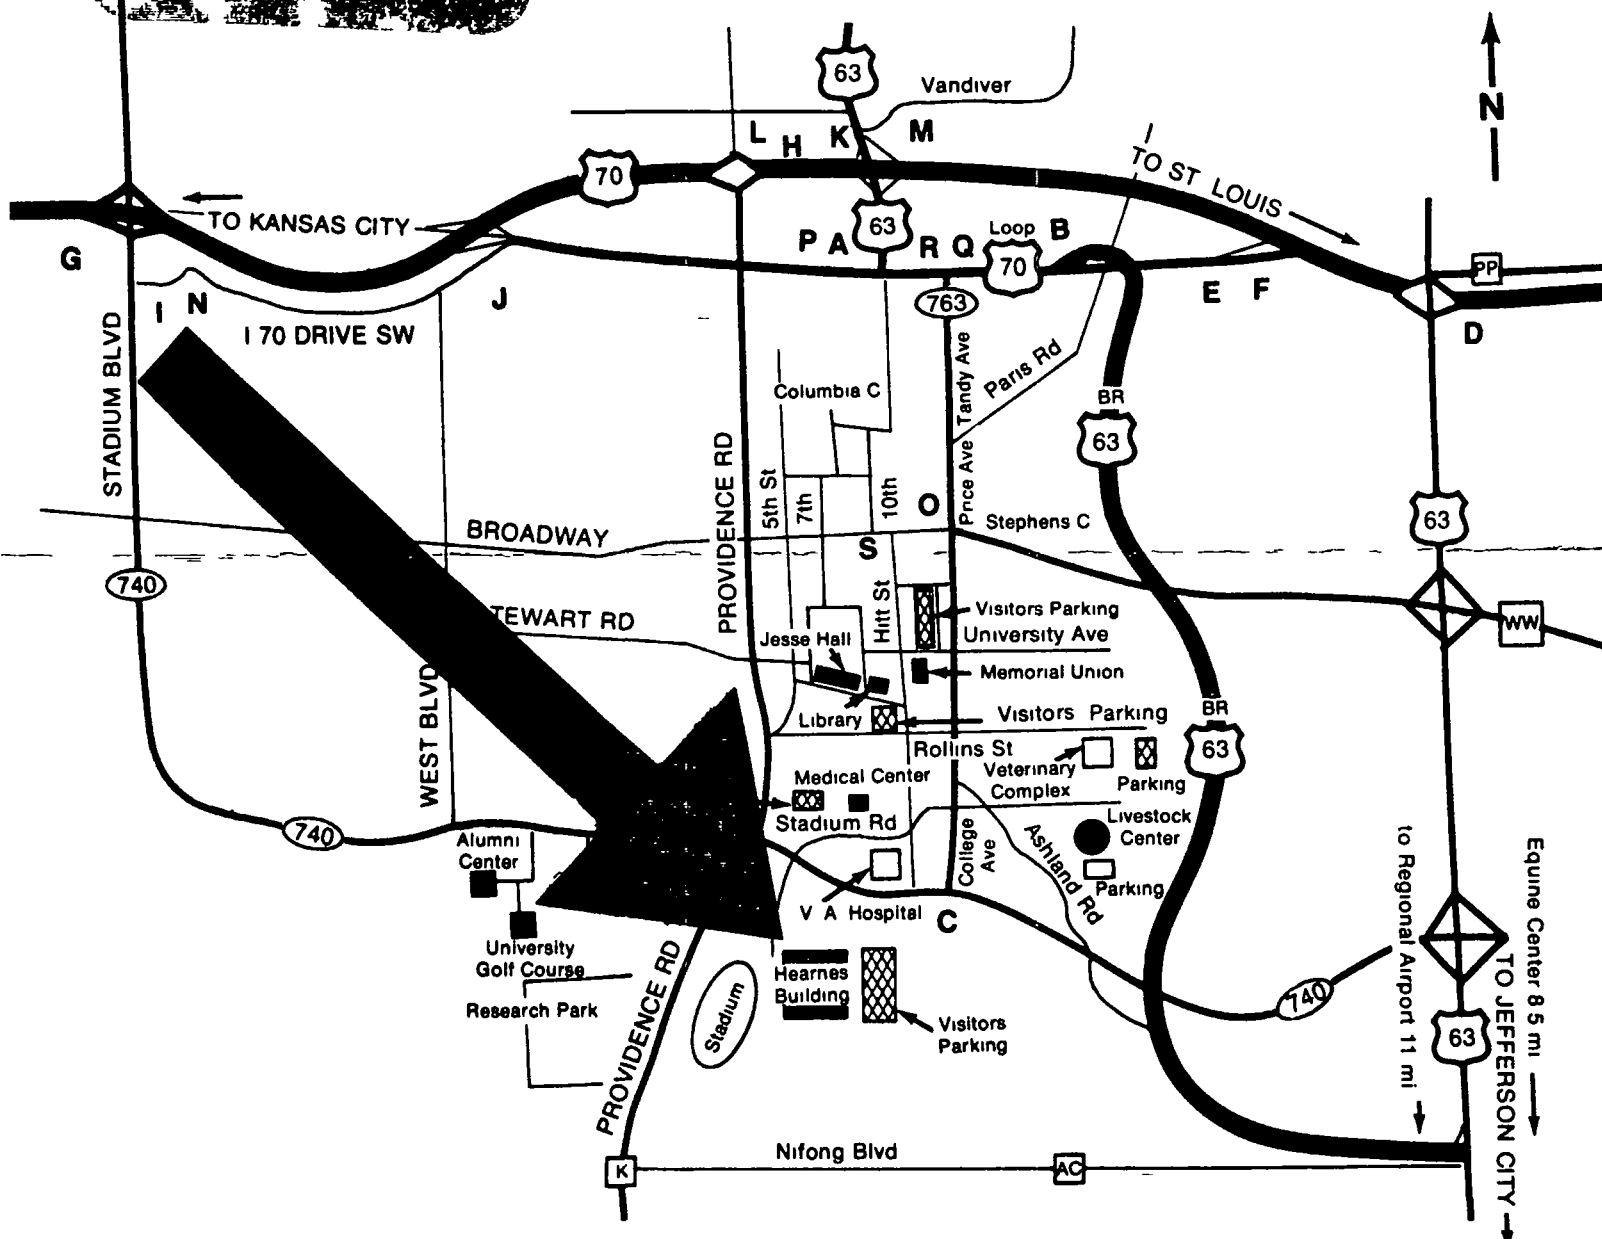 63
Vandiver
N
L
H
K
M
I
TO ST LOUIS
70
TO KANSAS CITY
63
P
A
R
Q
Loop
70
B
G
I
N
J
763
E
F
PP
D
I 70 DRIVE SW
STADIUM BLVD
Columbia C
Tandy Ave
Paris Rd
BR
63
PROVIDENCE RD
5th St
7th
10th
O
Price Ave
Stephens C
63
BROADWAY
S
740
Hitt St
Visitors Parking
University Ave
WW
TEWART RD
Jesse Hall
Memorial Union
WEST BLVD
Library
Visitors Parking
BR
63
Rollins St
Veterinary
Complex
Parking
Medical Center
Stadium Rd
740
Alumni
Center
College
Ave
Ashland Rd
Livestock
Center
Parking
V A Hospital
C
to Regional Airport 11 mi
Equine Center 8 5 mi
University
Golf Course
Research Park
PROVIDENCE RD
Stadium
Hearnes
Building
Visitors
Parking
740
63
TO JEFFERSON CITY
K
Nifong Blvd
AC